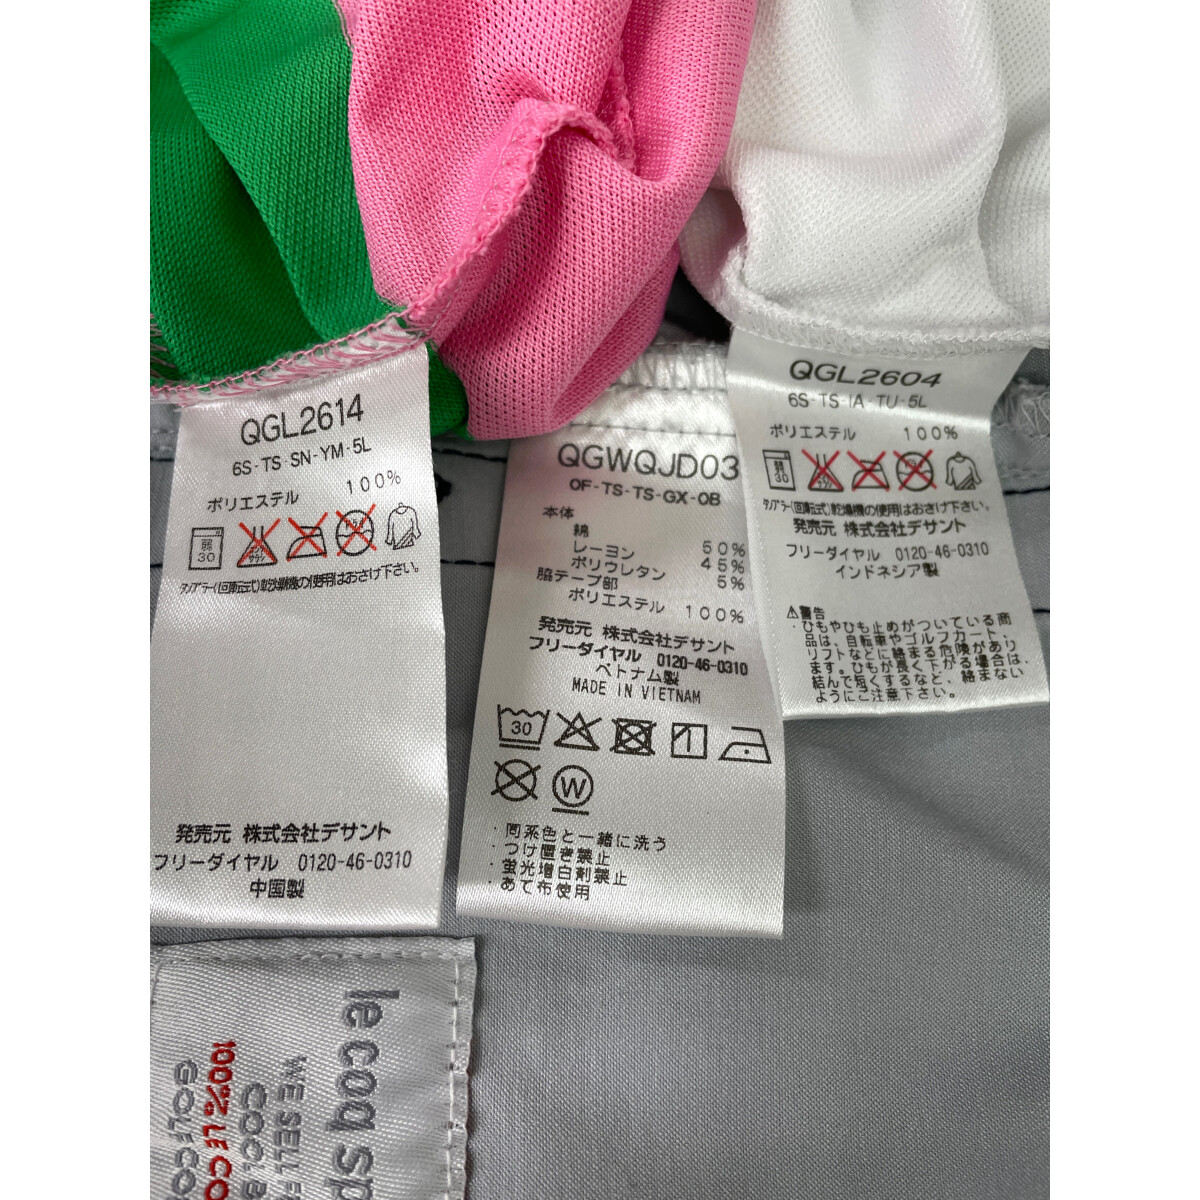 QGL2614
6S-TS-SN-YM-5L
ポリエステル 100%
弱
30
タンブラー(回転式)乾燥機の使用はおさけ下さい。
発売元 株式会社デサント
フリーダイヤル 0120-46-0310
中国製
QGWQJD03
OF-TS-TS-GX-0B
本体
綿 50%
レーヨン 45%
ポリウレタン 5%
脇テープ部
ポリエステル 100%
発売元 株式会社デサント
フリーダイヤル 0120-46-0310
ベトナム製
MADE IN VIETNAM
30
W
・同系色と一緒に洗う
・つけ置き禁止
・蛍光増白剤禁止
・あて布使用
QGL2604
6S-TS-IA-TU-5L
ポリエステル 100%
弱
30
タンブラー(回転式)乾燥機の使用はおさけ下さい。
発売元 株式会社デサント
フリーダイヤル 0120-46-0310
インドネシア製
⚠警告
・ひもやひも止めがついている商
品は、自転車やゴルフカート、
リフトなどに絡まる危険があり
ます。ひもが長く下がる場合は、
結んで短くするなど、絡まない
ようにご注意下さい。
le coq sp
WE SELL
COOL
100% LE CO
GOLF CO